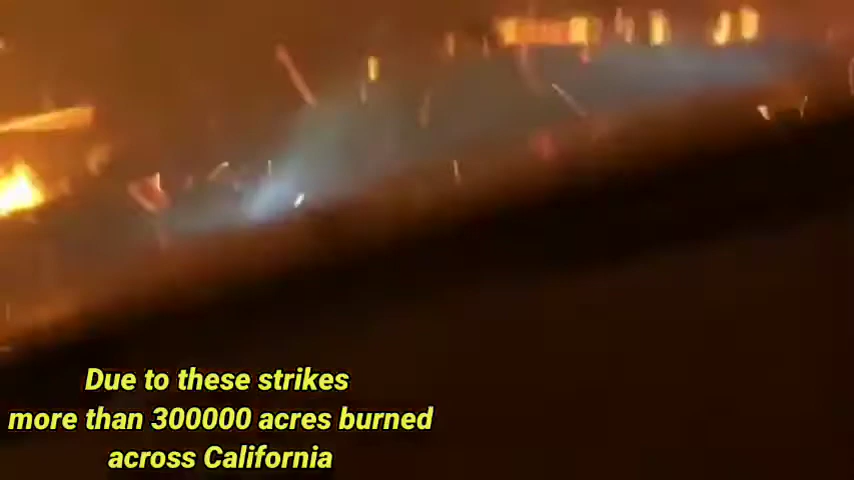 Due to these strikes
more than 300000 acres burned
across California